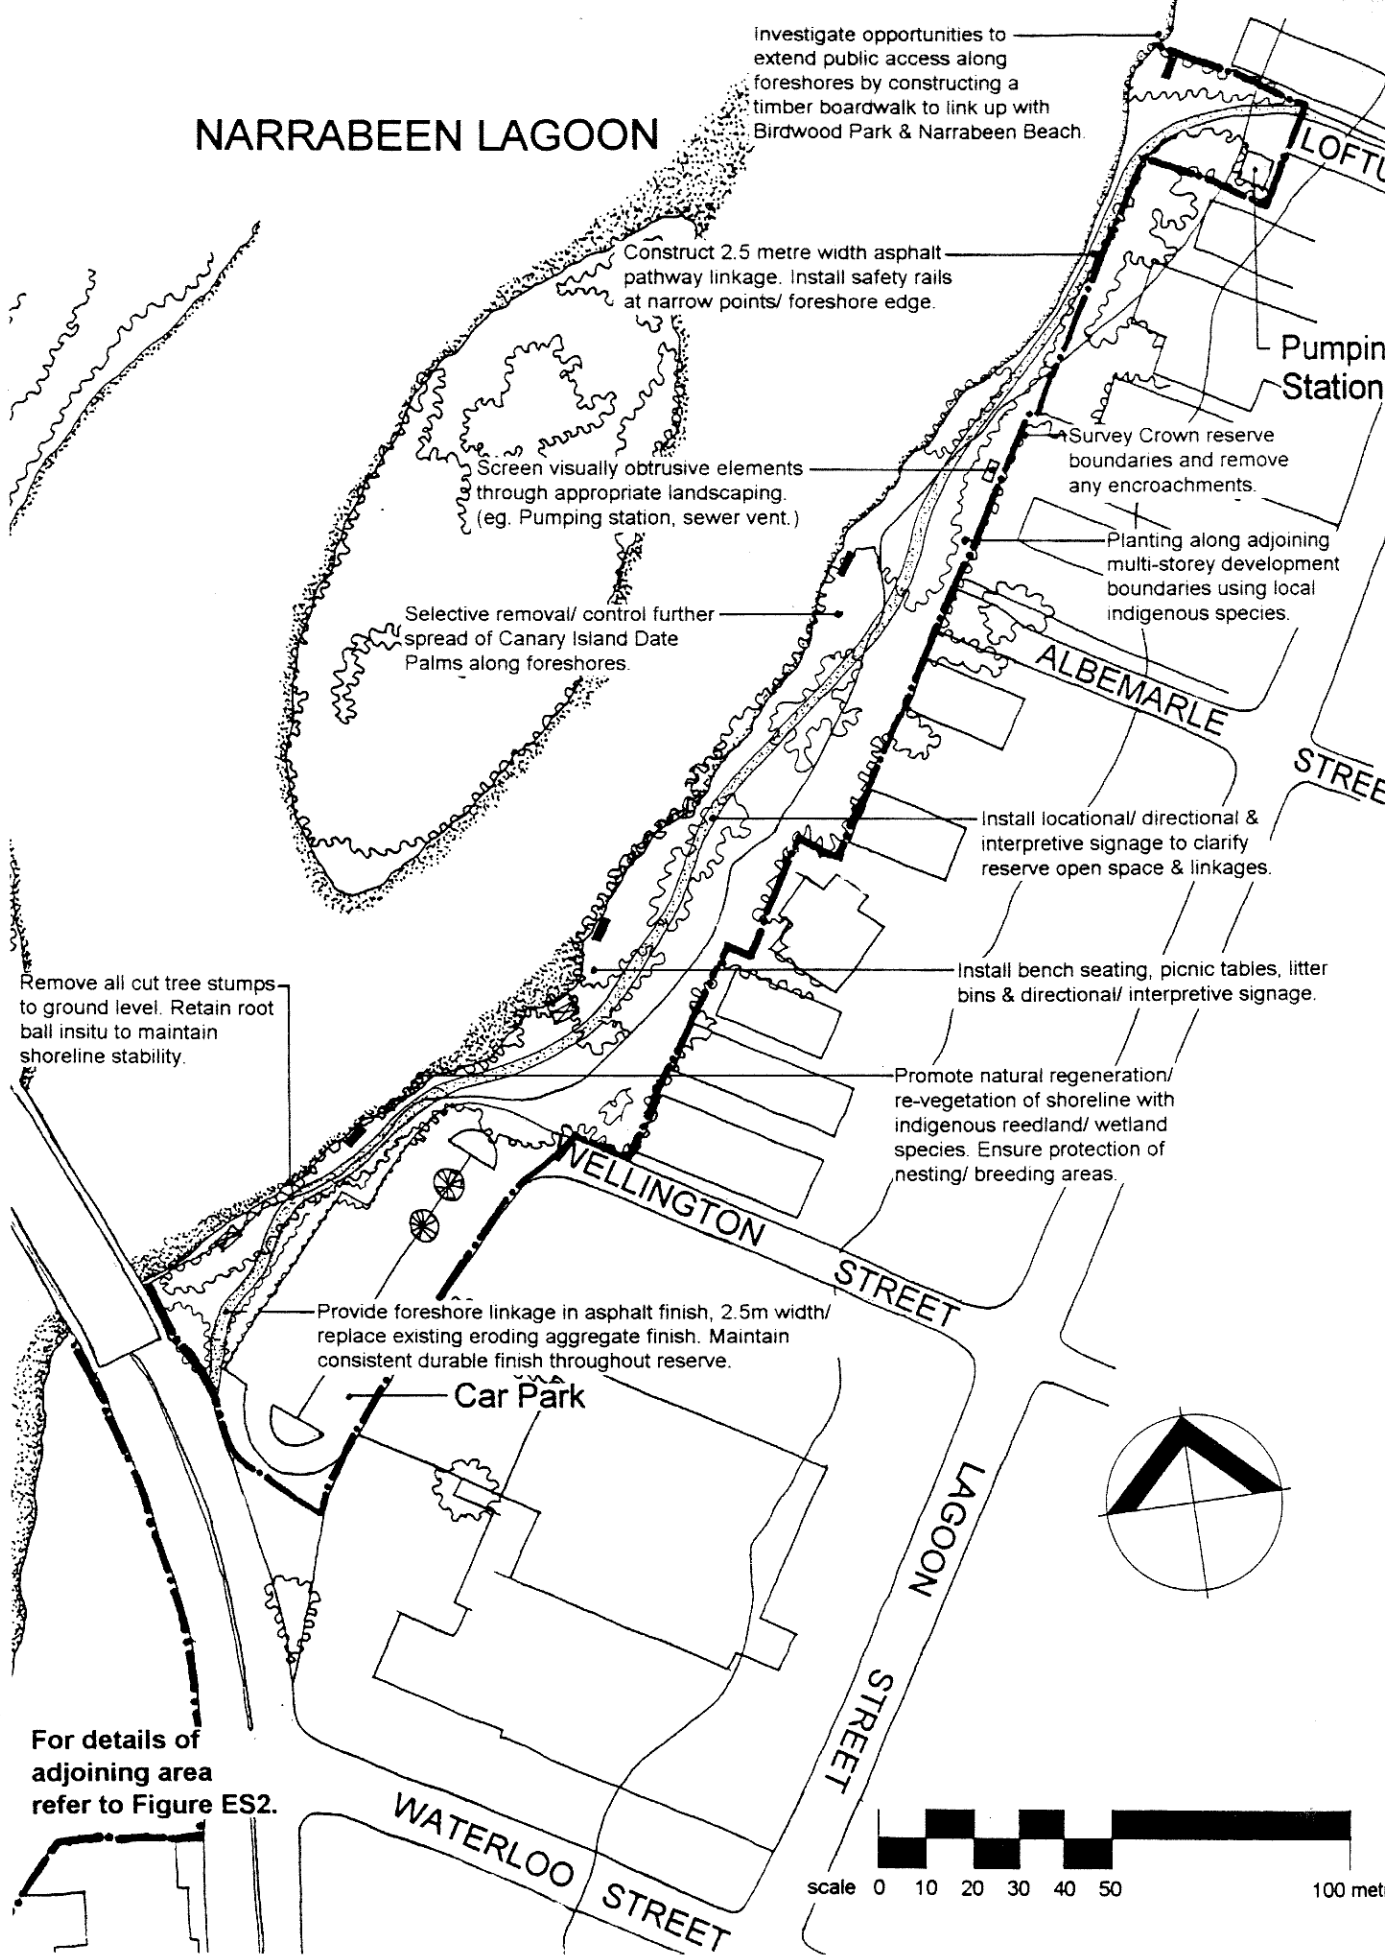 Investigate opportunities to
extend public access along
foreshores by constructing a
timber boardwalk to link up with
Birdwood Park & Narrabeen Beach.
NARRABEEN LAGOON
LOFTU
Construct 2.5 metre width asphalt
pathway linkage. Install safety rails
at narrow points/ foreshore edge.
Pumpin
Station
Survey Crown reserve
boundaries and remove
any encroachments.
Screen visually obtrusive elements
through appropriate landscaping.
(eg. Pumping station, sewer vent.)
Planting along adjoining
multi-storey development
boundaries using local
indigenous species.
Selective removal/ control further
spread of Canary Island Date
Palms along foreshores.
ALBEMARLE
STREE
Install locational/ directional &
interpretive signage to clarify
reserve open space & linkages.
Install bench seating, picnic tables, litter
bins & directional/ interpretive signage.
Remove all cut tree stumps
to ground level. Retain root
ball insitu to maintain
shoreline stability.
Promote natural regeneration/
re-vegetation of shoreline with
indigenous reedland/ wetland
species. Ensure protection of
nesting/ breeding areas.
WELLINGTON
STREET
Provide foreshore linkage in asphalt finish, 2.5m width/
replace existing eroding aggregate finish. Maintain
consistent durable finish throughout reserve.
Car Park
LAGOON
STREET
For details of
adjoining area
refer to Figure ES2.
WATERLOO STREET
scale 0 10 20 30 40 50 100 met